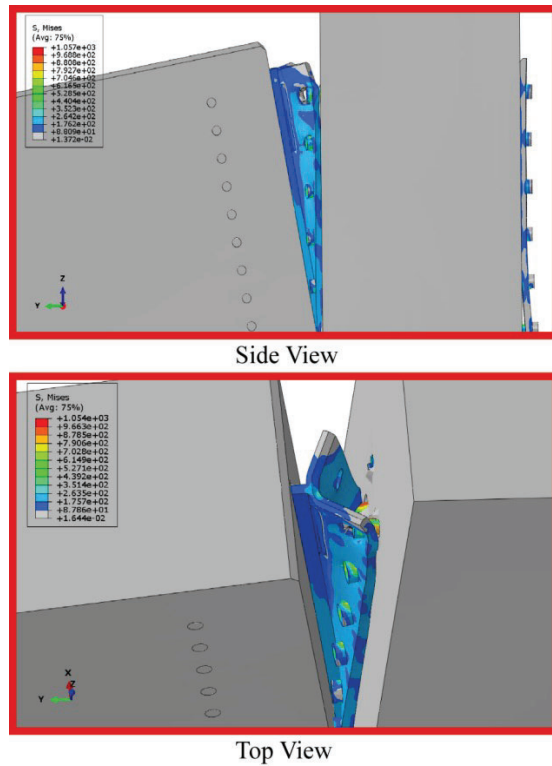 S, Mises
(Avg: 75%)
+1.057e+03
+9.688e+02
+8.808e+02
+7.927e+02
+7.046e+02
+6.165e+02
+5.285e+02
+4.404e+02
+3.523e+02
+2.642e+02
+1.762e+02
+8.809e+01
+1.372e-02
Z
Y
Side View
S, Mises
(Avg: 75%)
+1.054e+03
+9.663e+02
+8.785e+02
+7.906e+02
+7.028e+02
+6.149e+02
+5.271e+02
+4.392e+02
+3.514e+02
+2.635e+02
+1.757e+02
+8.786e+01
+1.644e-02
X
Z
Y
Top View